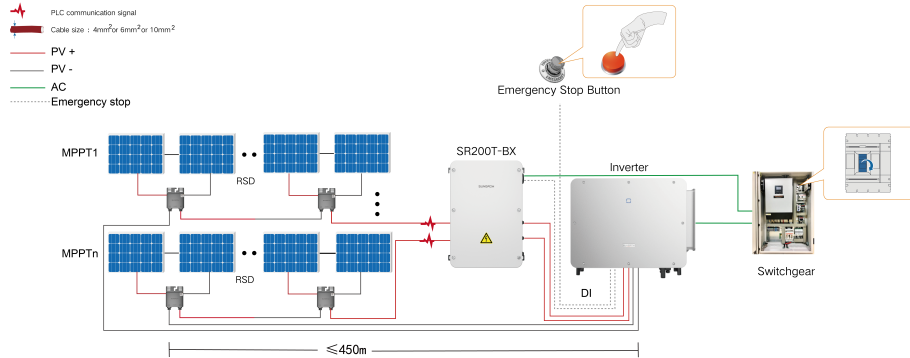 PLC communication signal
Cable size : 4mm²or 6mm²or 10mm²
PV +
PV -
AC
Emergency stop
Emergency Stop Button
MPPT1
RSD
SR200T-BX
Inverter
SUNGROW
MPPTn
RSD
Switchgear
DI
≤450m